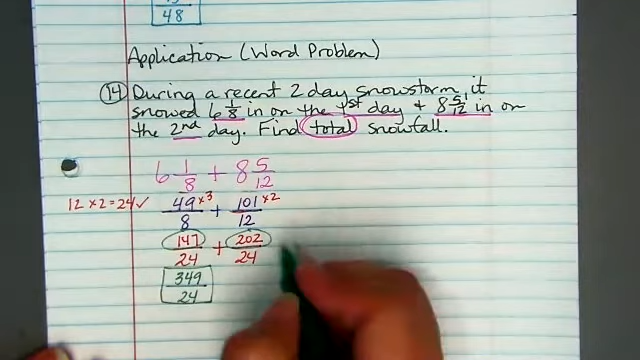 48
Application (Word Problem)
14 During a recent 2 day snowstorm, it
snowed 6 1/8 in on the 1st day + 8 5/12 in on
the 2nd day. Find total snowfall.
6 1/8 + 8 5/12
12 x 2 = 24 ✓ 49/8 x3 + 101/12 x2
147/24 + 202/24
349/24